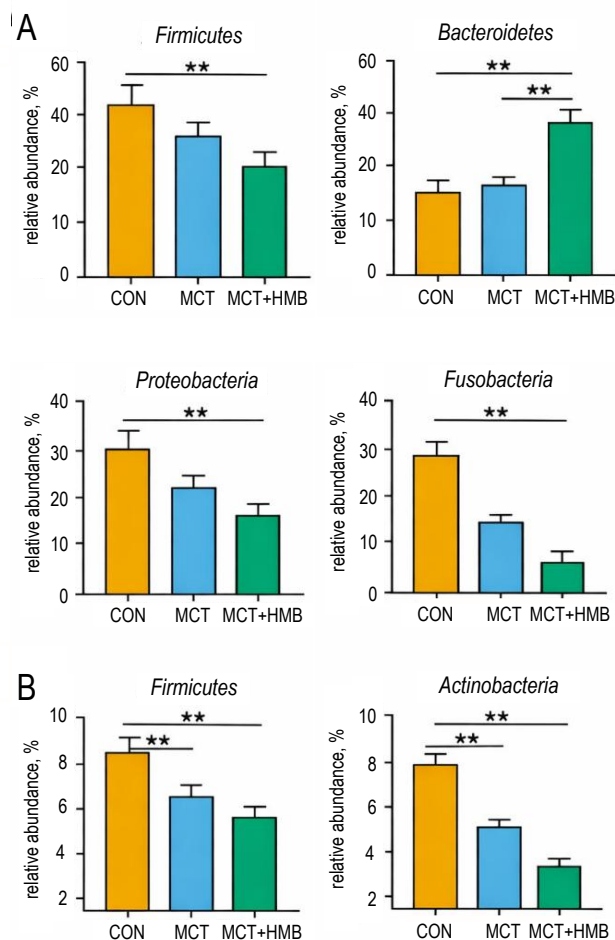 A
Firmicutes
relative abundance, %
60
40
20
10
0
**
CON MCT MCT+HMB
Bacteroidetes
relative abundance, %
60
40
20
10
0
**
**
CON MCT MCT+HMB
Proteobacteria
relative abundance, %
40
30
20
10
0
**
CON MCT MCT+HMB
Fusobacteria
relative abundance, %
40
30
20
10
0
**
CON MCT MCT+HMB
B
Firmicutes
relative abundance, %
10
8
6
4
2
**
**
CON MCT MCT+HMB
Actinobacteria
relative abundance, %
10
8
6
4
2
**
**
CON MCT MCT+HMB